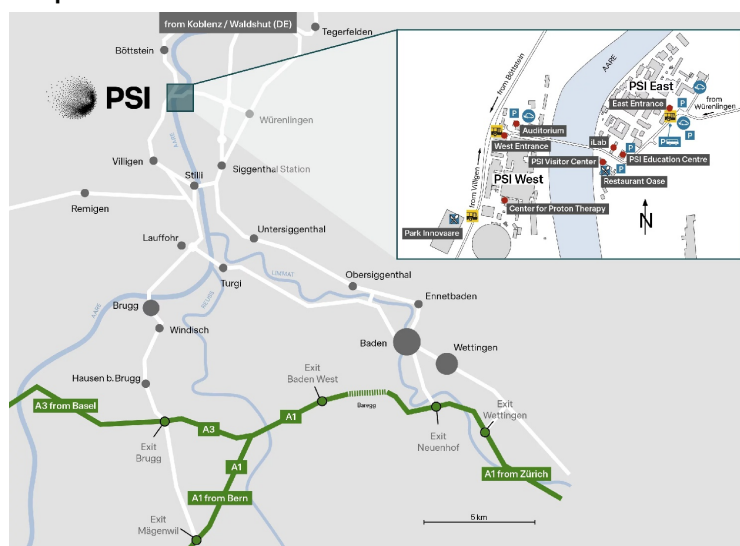 from Koblenz / Waldshut (DE)
Tegerfelden
Böttstein
PSI
AARE
Würenlingen
Villigen
Siggenthal Station
Stilli
Remigen
Untersiggenthal
Lauffohr
LIMMAT
Obersiggenthal
Turgi
REUSS
AARE
Ennetbaden
Brugg
Windisch
Baden
Wettingen
Exit
Baden West
Hausen b. Brugg
A3 from Basel
Baregg
Exit
Wettingen
A1
A3
Exit
Brugg
Exit
Neuenhof
A1
A1 from Zürich
A1 from Bern
Exit
Mägenwil
5 km
from Böttstein
AARE
PSI East
East Entrance
from
Würenlingen
P
P
P
P
P
P
Auditorium
West Entrance
iLab
PSI Visitor Center
PSI Education Centre
Restaurant Oase
PSI West
from Villigen
Center for Proton Therapy
Park Innovaare
N